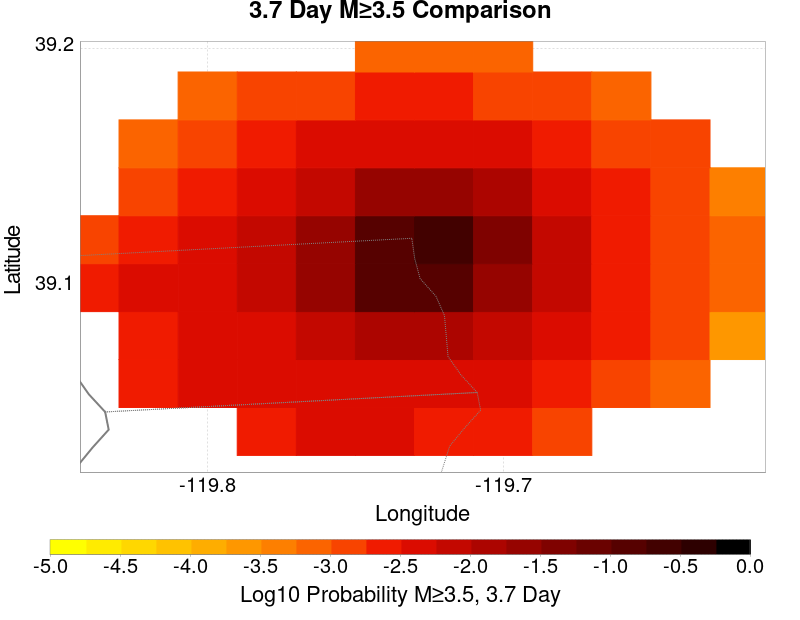 3.7 Day M≥3.5 Comparison
39.2
39.1
Latitude
-119.8 -119.7
Longitude
-5.0 -4.5 -4.0 -3.5 -3.0 -2.5 -2.0 -1.5 -1.0 -0.5 0.0
Log10 Probability M≥3.5, 3.7 Day